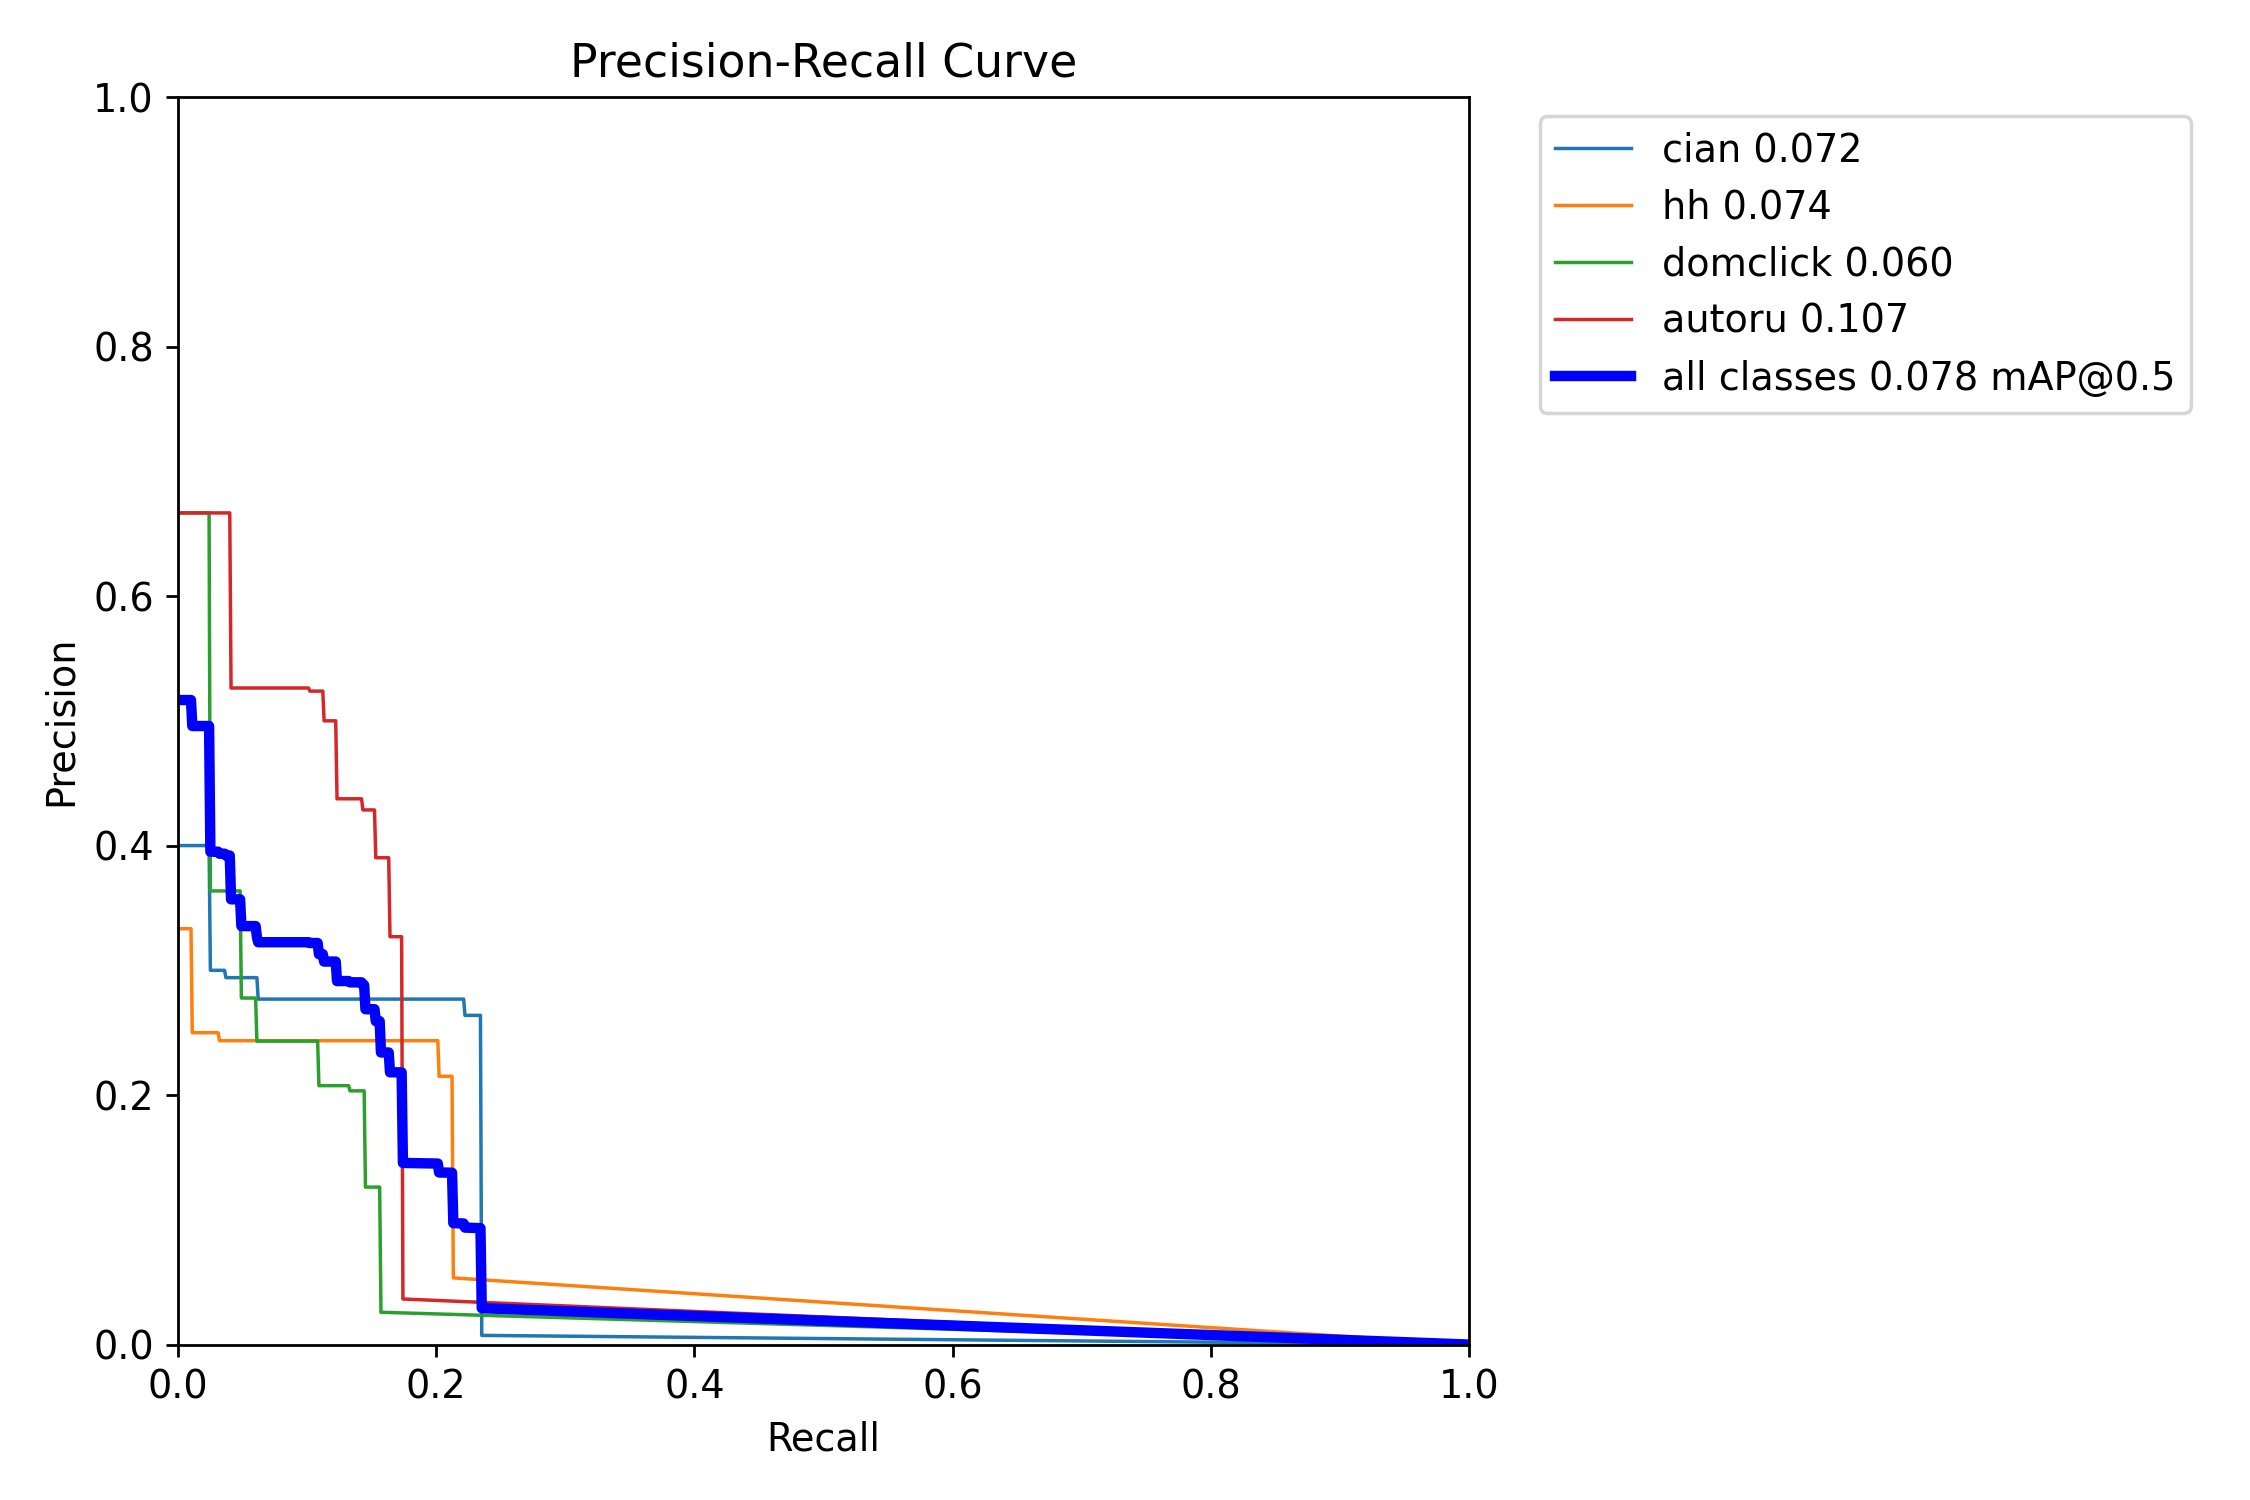 Precision-Recall Curve
1.0
0.8
0.6
0.4
0.2
0.0
Precision
0.0 0.2 0.4 0.6 0.8 1.0
Recall
cian 0.072
hh 0.074
domclick 0.060
autoru 0.107
all classes 0.078 mAP@0.5